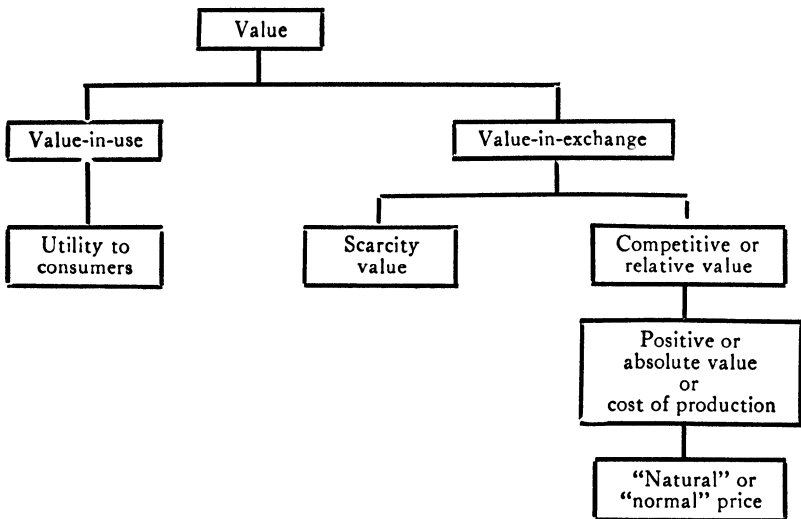 Value
Value-in-use
Value-in-exchange
Utility to
consumers
Scarcity
value
Competitive or
relative value
Positive or
absolute value
or
cost of production
“Natural” or
“normal” price